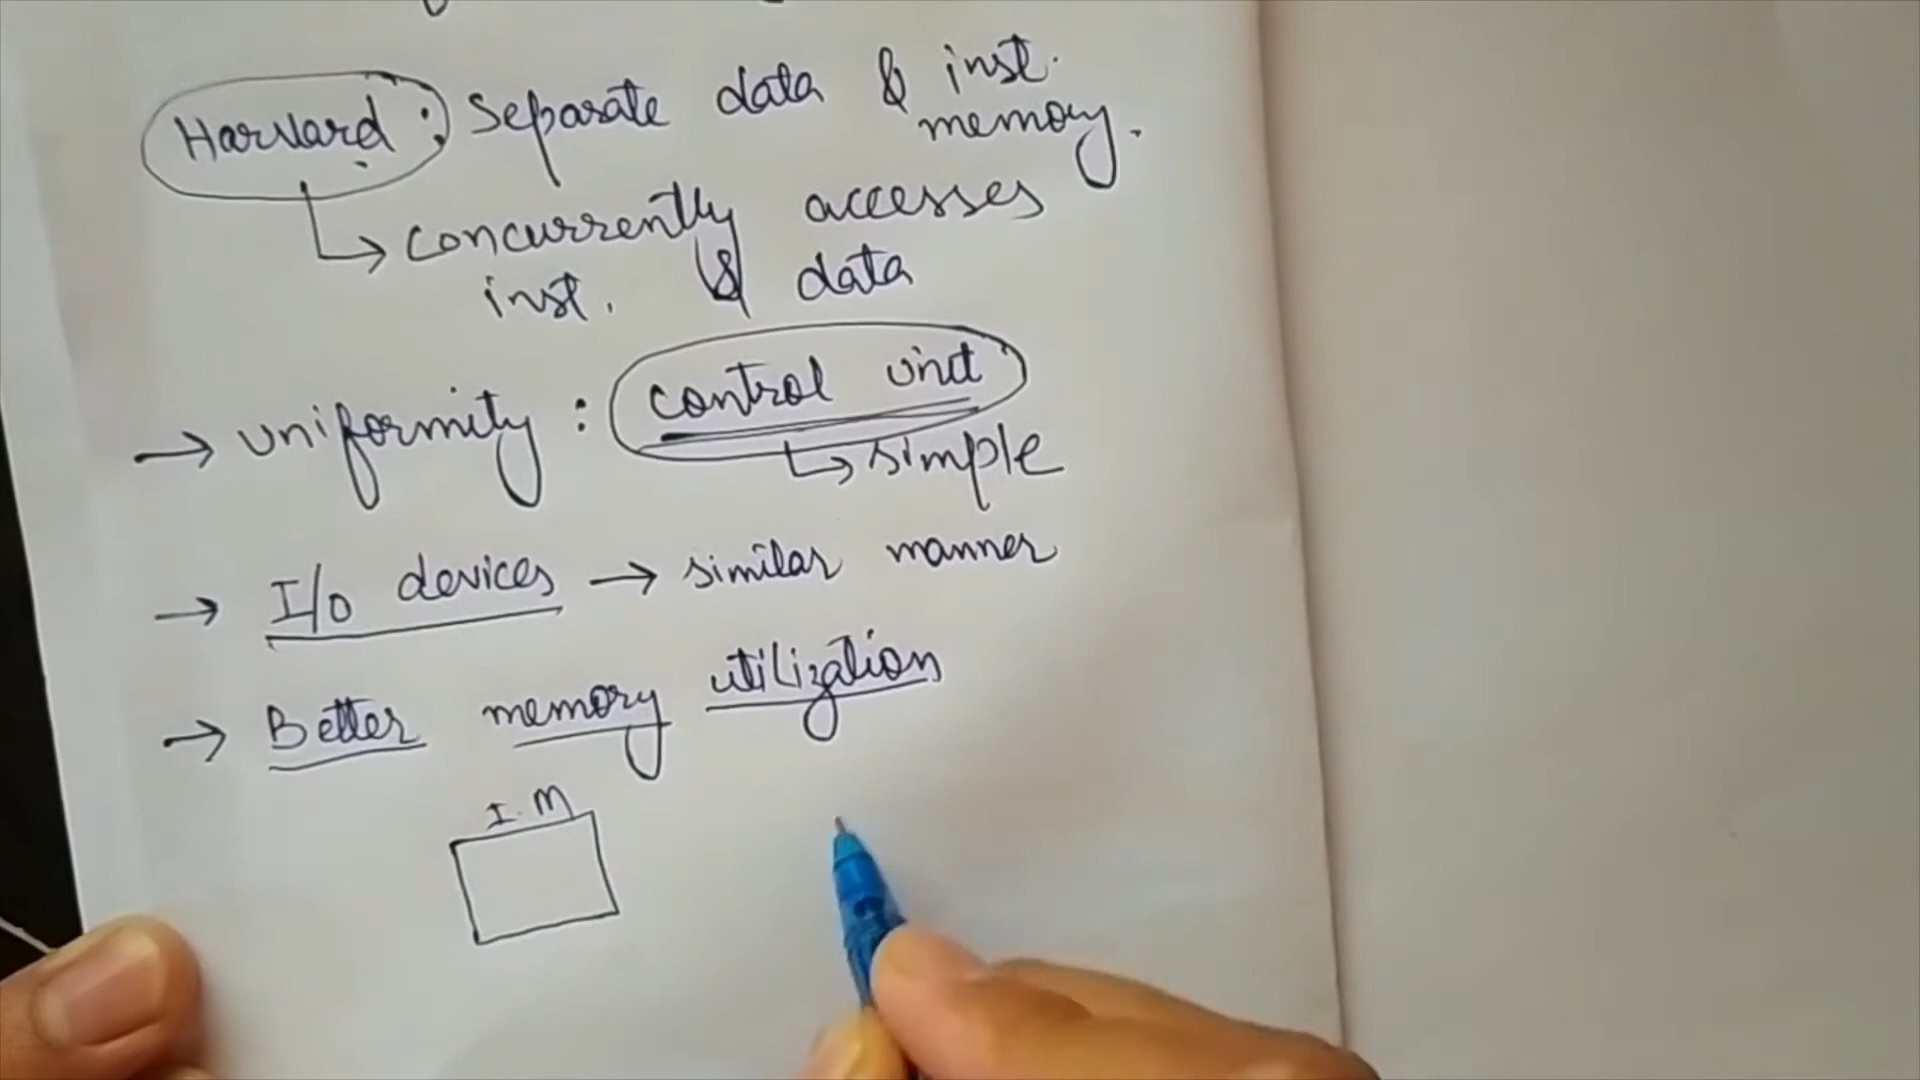 Harvard : Separate data & inst.
memory.
↳ concurrently accesses
inst. & data
→ uniformity : control unit
↳ simple
→ I/O devices → similar manner
→ Better memory utilization
I.M